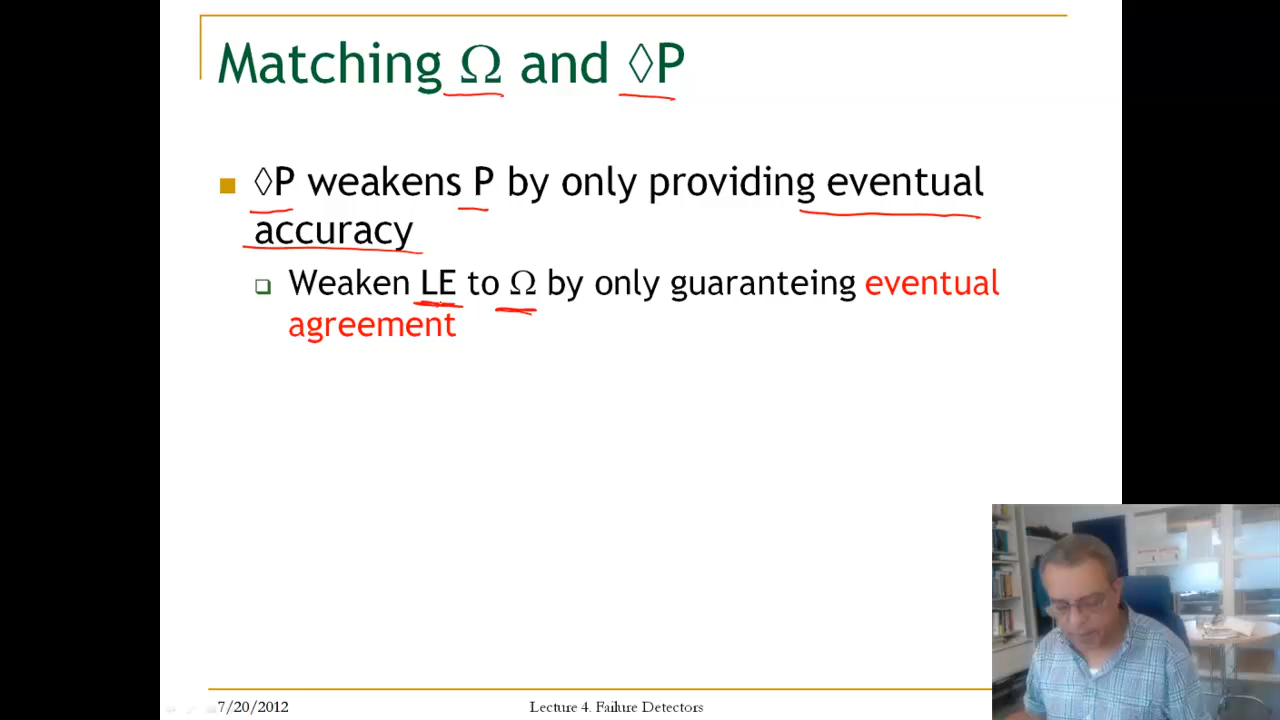 Matching Ω and ◊P
◊P weakens P by only providing eventual
accuracy
Weaken LE to Ω by only guaranteing eventual
agreement
7/20/2012
Lecture 4. Failure Detectors